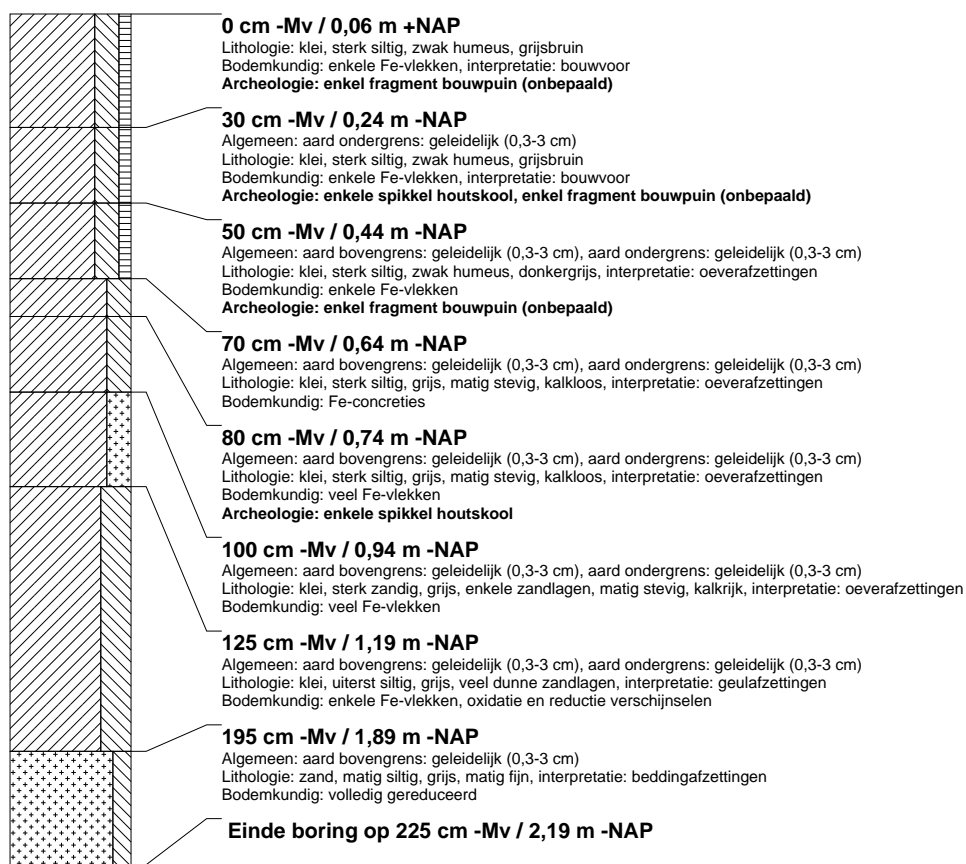 0 cm -Mv / 0,06 m +NAP
Lithologie: klei, sterk siltig, zwak humeus, grijsbruin
Bodemkundig: enkele Fe-vlekken, interpretatie: bouwvoor
Archeologie: enkel fragment bouwpuin (onbepaald)
30 cm -Mv / 0,24 m -NAP
Algemeen: aard ondergrens: geleidelijk (0,3-3 cm)
Lithologie: klei, sterk siltig, zwak humeus, grijsbruin
Bodemkundig: enkele Fe-vlekken, interpretatie: bouwvoor
Archeologie: enkele spikkel houtskool, enkel fragment bouwpuin (onbepaald)
50 cm -Mv / 0,44 m -NAP
Algemeen: aard bovengrens: geleidelijk (0,3-3 cm), aard ondergrens: geleidelijk (0,3-3 cm)
Lithologie: klei, sterk siltig, zwak humeus, donkergrijs, interpretatie: oeverafzettingen
Bodemkundig: enkele Fe-vlekken
Archeologie: enkel fragment bouwpuin (onbepaald)
70 cm -Mv / 0,64 m -NAP
Algemeen: aard bovengrens: geleidelijk (0,3-3 cm), aard ondergrens: geleidelijk (0,3-3 cm)
Lithologie: klei, sterk siltig, grijs, matig stevig, kalkloos, interpretatie: oeverafzettingen
Bodemkundig: Fe-concreties
80 cm -Mv / 0,74 m -NAP
Algemeen: aard bovengrens: geleidelijk (0,3-3 cm), aard ondergrens: geleidelijk (0,3-3 cm)
Lithologie: klei, sterk siltig, grijs, matig stevig, kalkloos, interpretatie: oeverafzettingen
Bodemkundig: veel Fe-vlekken
Archeologie: enkele spikkel houtskool
100 cm -Mv / 0,94 m -NAP
Algemeen: aard bovengrens: geleidelijk (0,3-3 cm), aard ondergrens: geleidelijk (0,3-3 cm)
Lithologie: klei, sterk zandig, grijs, enkele zandlagen, matig stevig, kalkrijk, interpretatie: oeverafzettingen
Bodemkundig: veel Fe-vlekken
125 cm -Mv / 1,19 m -NAP
Algemeen: aard bovengrens: geleidelijk (0,3-3 cm), aard ondergrens: geleidelijk (0,3-3 cm)
Lithologie: klei, uiterst siltig, grijs, veel dunne zandlagen, interpretatie: geulafzettingen
Bodemkundig: enkele Fe-vlekken, oxidatie en reductie verschijnselen
195 cm -Mv / 1,89 m -NAP
Algemeen: aard bovengrens: geleidelijk (0,3-3 cm)
Lithologie: zand, matig siltig, grijs, matig fijn, interpretatie: beddingafzettingen
Bodemkundig: volledig gereduceerd
Einde boring op 225 cm -Mv / 2,19 m -NAP